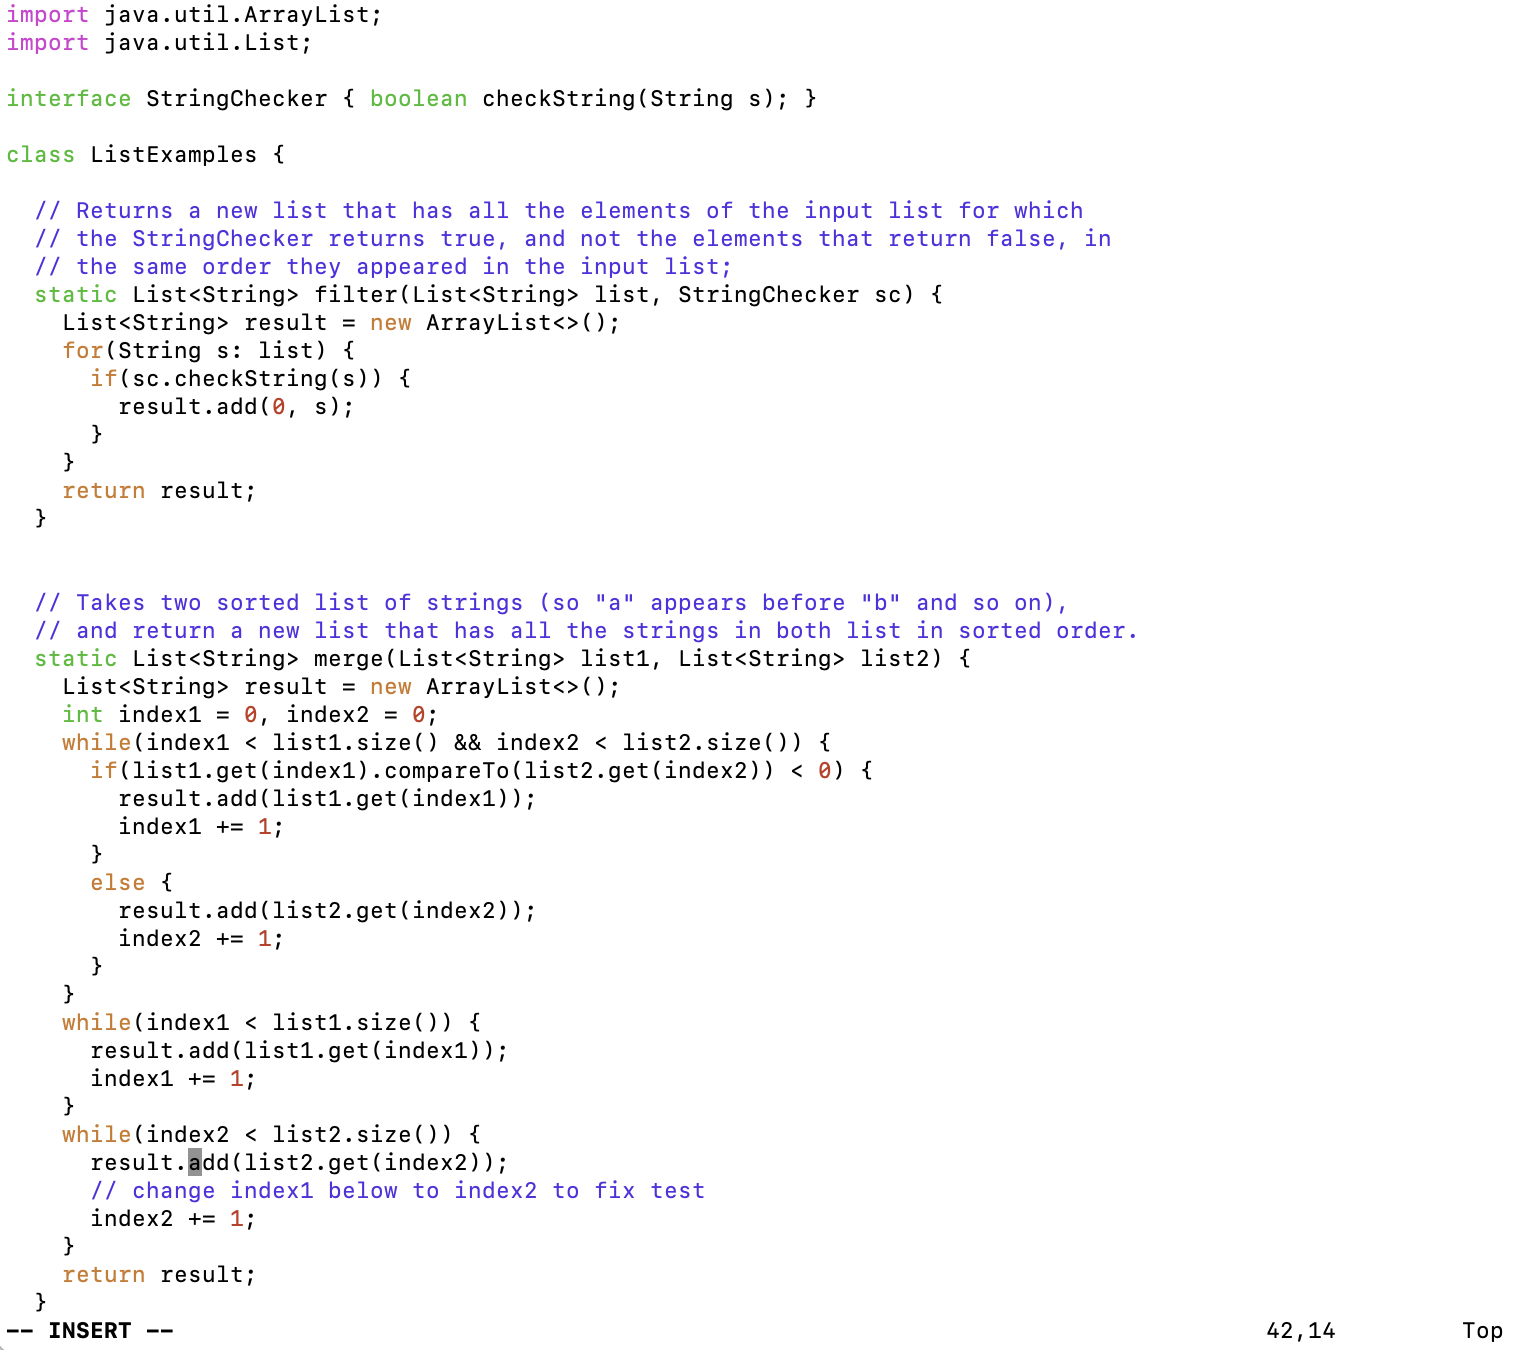 import java.util.ArrayList;
import java.util.List;

interface StringChecker { boolean checkString(String s); }

class ListExamples {

  // Returns a new list that has all the elements of the input list for which
  // the StringChecker returns true, and not the elements that return false, in
  // the same order they appeared in the input list;
  static List<String> filter(List<String> list, StringChecker sc) {
    List<String> result = new ArrayList<>();
    for(String s: list) {
      if(sc.checkString(s)) {
        result.add(0, s);
      }
    }
    return result;
  }


  // Takes two sorted list of strings (so "a" appears before "b" and so on),
  // and return a new list that has all the strings in both list in sorted order.
  static List<String> merge(List<String> list1, List<String> list2) {
    List<String> result = new ArrayList<>();
    int index1 = 0, index2 = 0;
    while(index1 < list1.size() && index2 < list2.size()) {
      if(list1.get(index1).compareTo(list2.get(index2)) < 0) {
        result.add(list1.get(index1));
        index1 += 1;
      }
      else {
        result.add(list2.get(index2));
        index2 += 1;
      }
    }
    while(index1 < list1.size()) {
      result.add(list1.get(index1));
      index1 += 1;
    }
    while(index2 < list2.size()) {
      result.add(list2.get(index2));
      // change index1 below to index2 to fix test
      index2 += 1;
    }
    return result;
  }
-- INSERT -- 42,14 Top